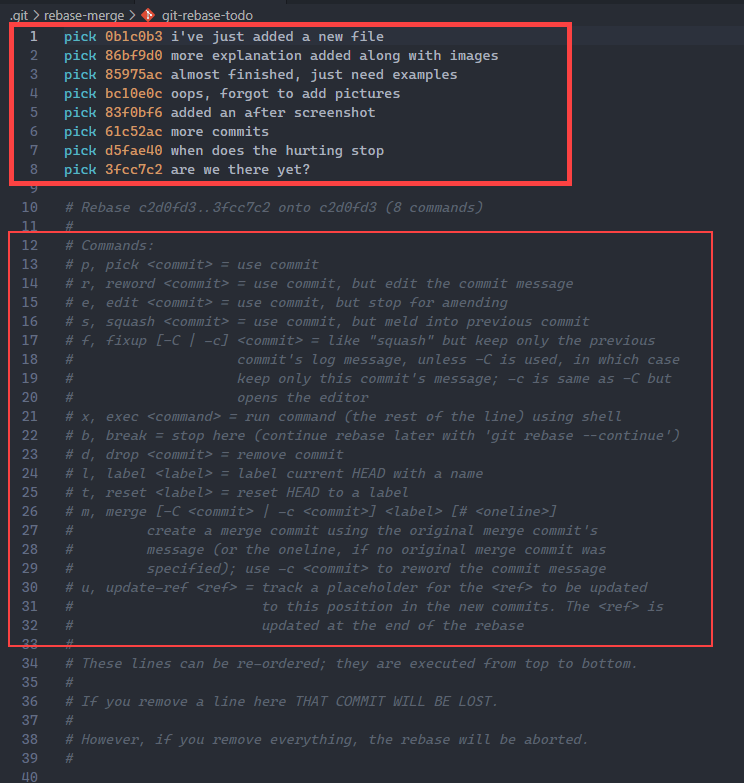 .git > rebase-merge > git-rebase-todo
1 pick 0b1c0b3 i've just added a new file
2 pick 86bf9d0 more explanation added along with images
3 pick 85975ac almost finished, just need examples
4 pick bc10e0c oops, forgot to add pictures
5 pick 83f0bf6 added an after screenshot
6 pick 61c52ac more commits
7 pick d5fae40 when does the hurting stop
8 pick 3fcc7c2 are we there yet?
9
10 # Rebase c2d0fd3..3fcc7c2 onto c2d0fd3 (8 commands)
11 #
12 # Commands:
13 # p, pick <commit> = use commit
14 # r, reword <commit> = use commit, but edit the commit message
15 # e, edit <commit> = use commit, but stop for amending
16 # s, squash <commit> = use commit, but meld into previous commit
17 # f, fixup [-C | -c] <commit> = like "squash" but keep only the previous
18 #                    commit's log message, unless -C is used, in which case
19 #                    keep only this commit's message; -c is same as -C but
20 #                    opens the editor
21 # x, exec <command> = run command (the rest of the line) using shell
22 # b, break = stop here (continue rebase later with 'git rebase --continue')
23 # d, drop <commit> = remove commit
24 # l, label <label> = label current HEAD with a name
25 # t, reset <label> = reset HEAD to a label
26 # m, merge [-C <commit> | -c <commit>] <label> [# <oneline>]
27 #         create a merge commit using the original merge commit's
28 #         message (or the oneline, if no original merge commit was
29 #         specified); use -c <commit> to reword the commit message
30 # u, update-ref <ref> = track a placeholder for the <ref> to be updated
31 #                       to this position in the new commits. The <ref> is
32 #                       updated at the end of the rebase
33 #
34 # These lines can be re-ordered; they are executed from top to bottom.
35 #
36 # If you remove a line here THAT COMMIT WILL BE LOST.
37 #
38 # However, if you remove everything, the rebase will be aborted.
39 #
40